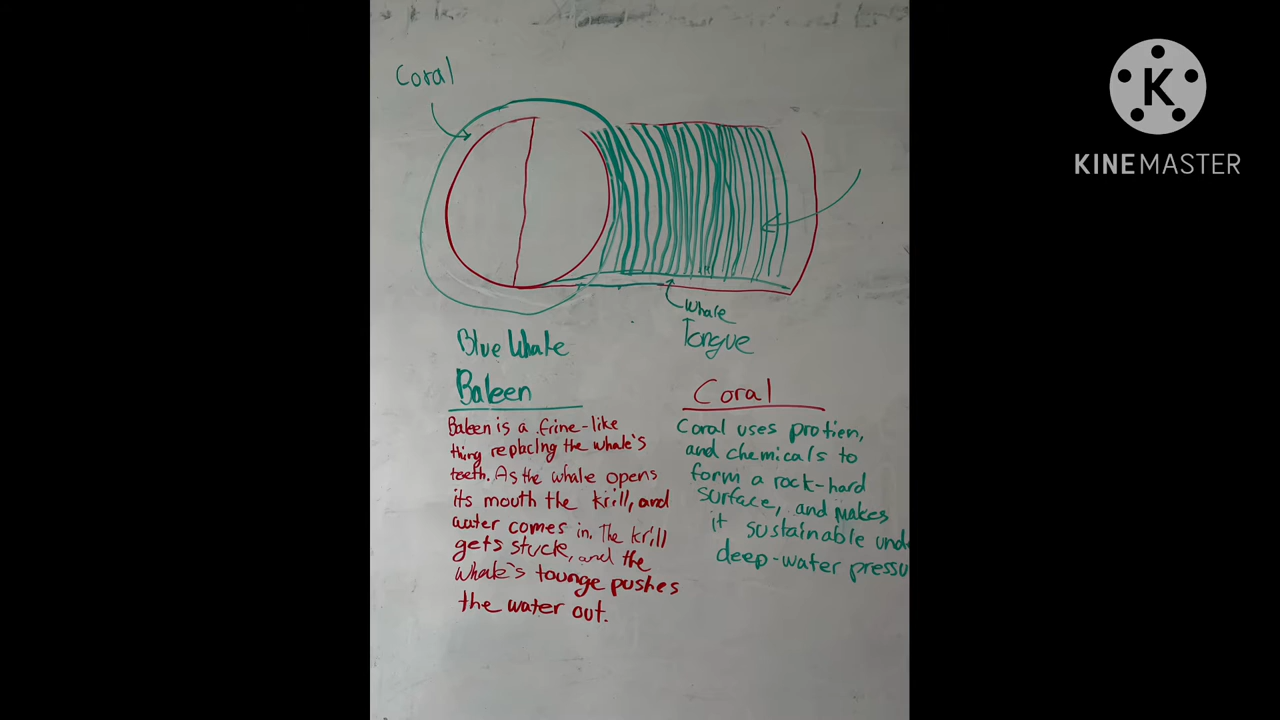 Coral
K
KINEMASTER
Whale
Tongue
Blue Whale
Baleen
Baleen is a frine-like
thing replacing the whale's
teeth. As the whale opens
its mouth the krill, and
water comes in. The krill
gets stuck, and the
Whale's tounge pushes
the water out.
Coral
Coral uses protien,
and chemicals to
form a rock-hard
surface, and makes
it sustainable unde
deep-water pressu